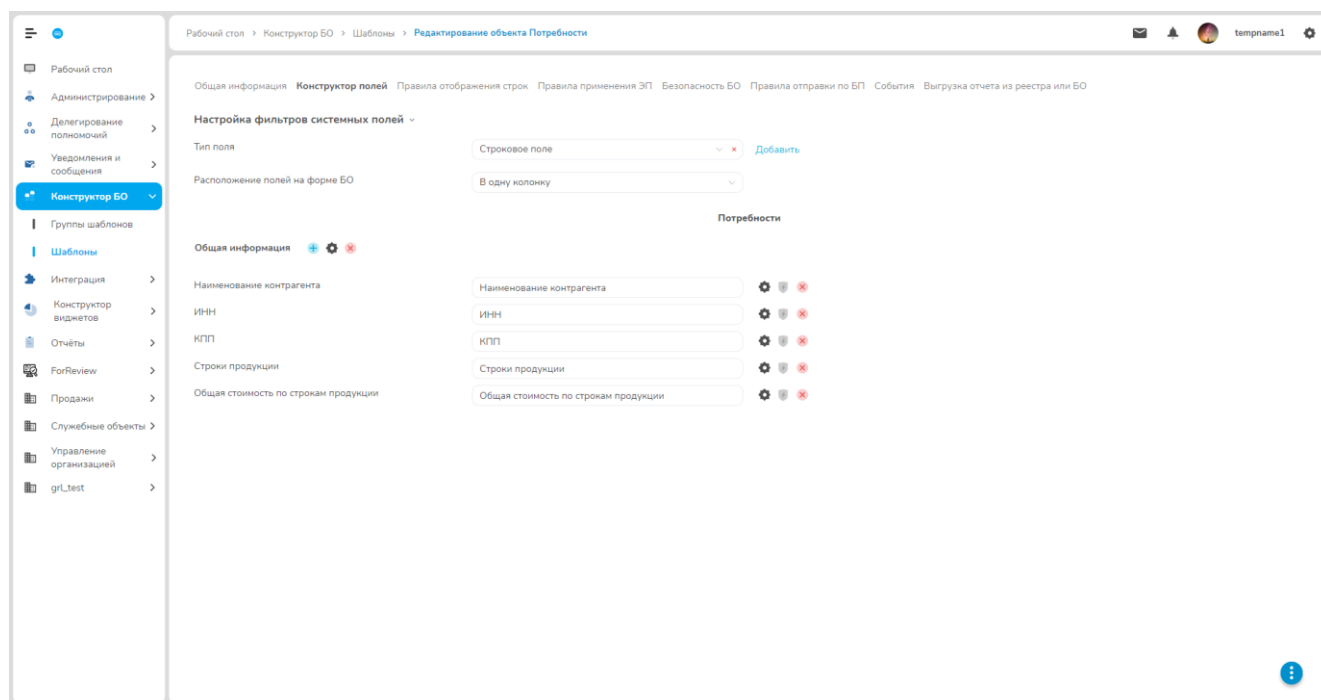 Рабочий стол > Конструктор БО > Шаблоны > Редактирование объекта Потребности
tempname1
Рабочий стол
Администрирование
Делегирование
полномочий
Уведомления и
сообщения
Конструктор БО
Группы шаблонов
Шаблоны
Интеграция
Конструктор
виджетов
Отчёты
ForReview
Продажи
Служебные объекты
Управление
организацией
grl_test
Общая информация Конструктор полей Правила отображения строк Правила применения ЭП Безопасность БО Правила отправки по БП События Выгрузка отчета из реестра или БО
Настройка фильтров системных полей
Тип поля Строковое поле Добавить
Расположение полей на форме БО В одну колонку
Потребности
Общая информация
Наименование контрагента Наименование контрагента
ИНН ИНН
КПП КПП
Строки продукции Строки продукции
Общая стоимость по строкам продукции Общая стоимость по строкам продукции